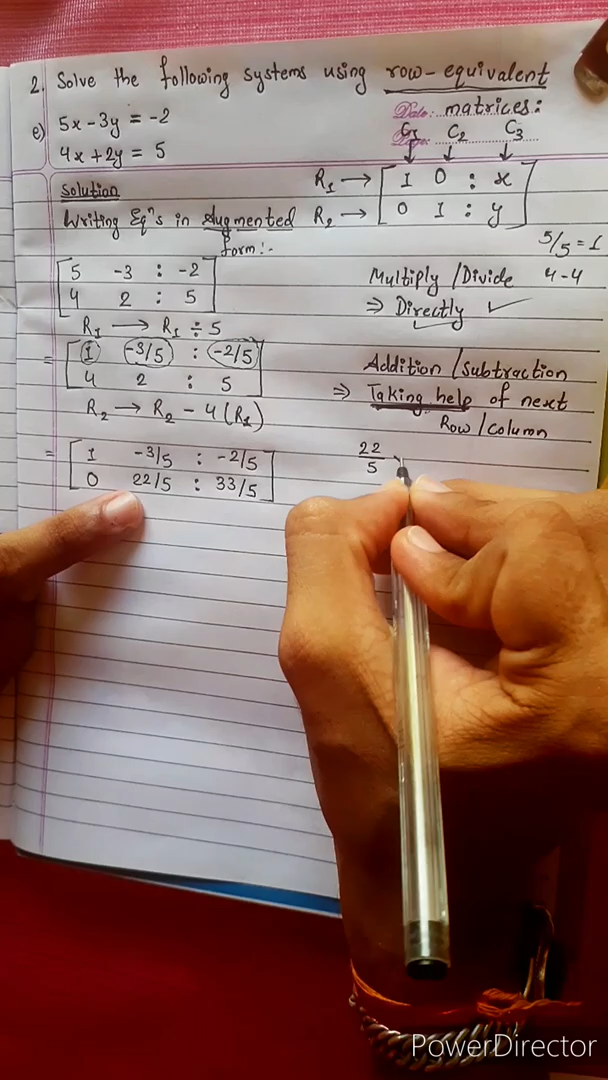 2. Solve the following systems using row-equivalent
Date: matrices:
e) 5x - 3y = -2
4x + 2y = 5
C1 C2 C3
Solution
R1 → [ 1 0 : x
R2 → 0 1 : y ]
Writing Eqⁿs in Augmented
form:-
5/5 = 1
4-4
[ 5 -3 : -2
4 2 : 5 ]
Multiply / Divide
⇒ Directly ✓
R1 → R1 ÷ 5
= [ 1 -3/5 : -2/5
4 2 : 5 ]
Addition / subtraction
⇒ Taking help of next
Row / column
R2 → R2 - 4(R1)
= [ 1 -3/5 : -2/5
0 22/5 : 33/5 ]
22/5
PowerDirector